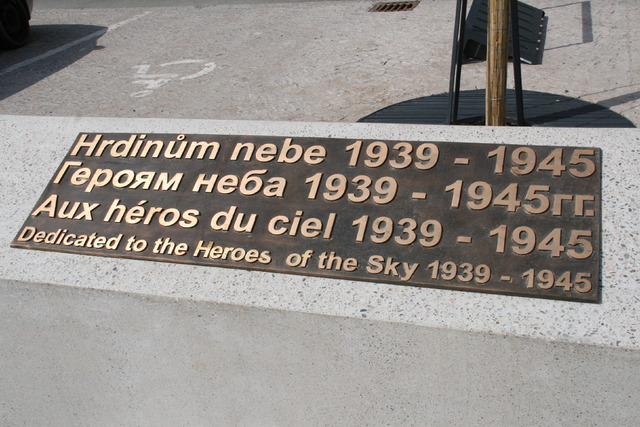 Hrdinům nebe 1939 - 1945
Героям неба 1939 - 1945гг.
Aux héros du ciel 1939 - 1945
Dedicated to the Heroes of the Sky 1939 - 1945